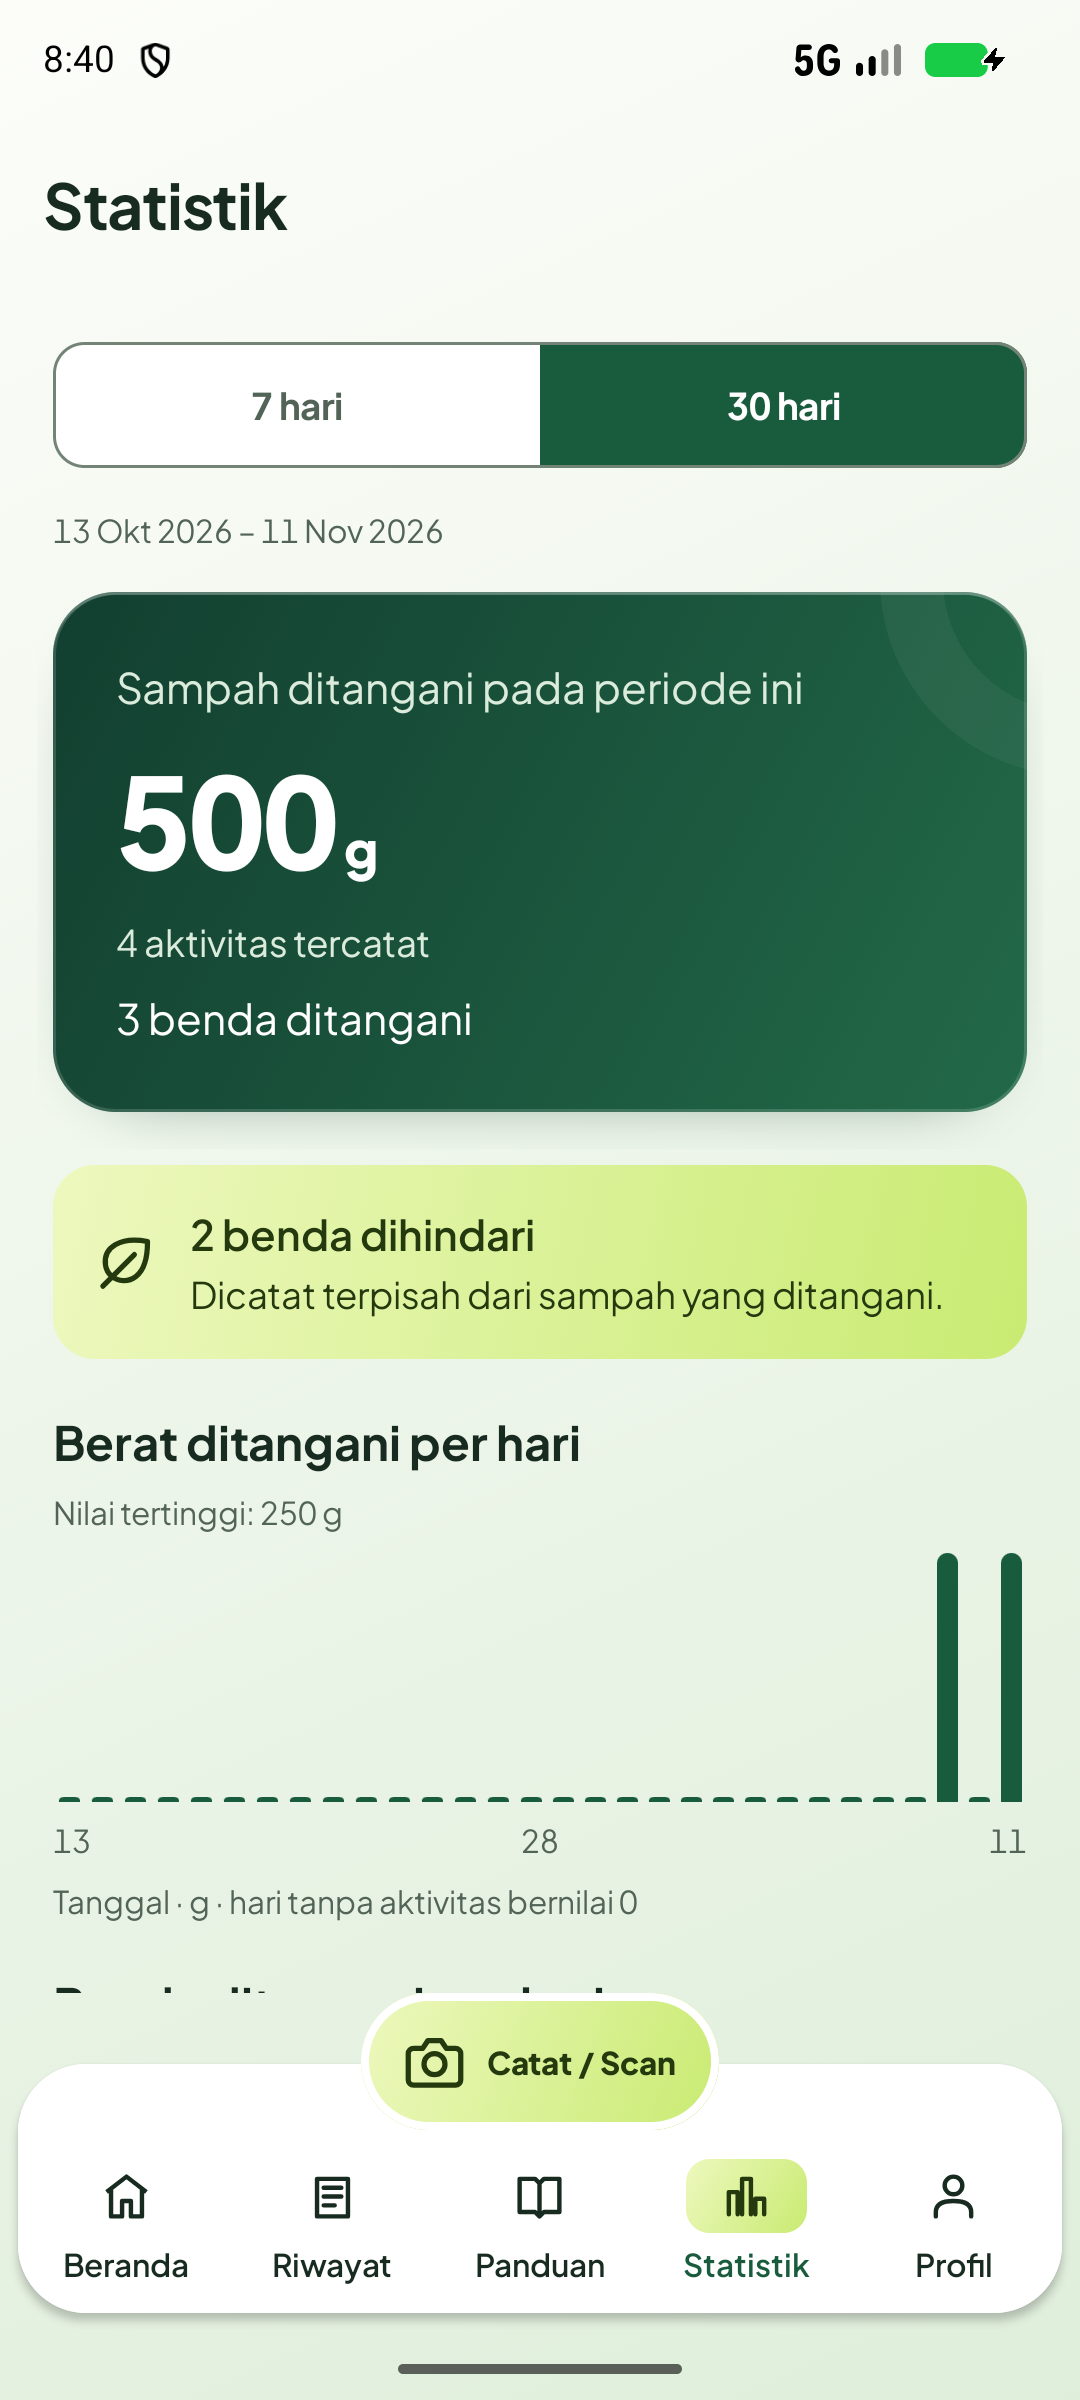 8:40
5G
Statistik
7 hari
30 hari
13 Okt 2026 – 11 Nov 2026
Sampah ditangani pada periode ini
500 g
4 aktivitas tercatat
3 benda ditangani
2 benda dihindari
Dicatat terpisah dari sampah yang ditangani.
Berat ditangani per hari
Nilai tertinggi: 250 g
13 28 11
Tanggal · g · hari tanpa aktivitas bernilai 0
Catat / Scan
Beranda
Riwayat
Panduan
Statistik
Profil